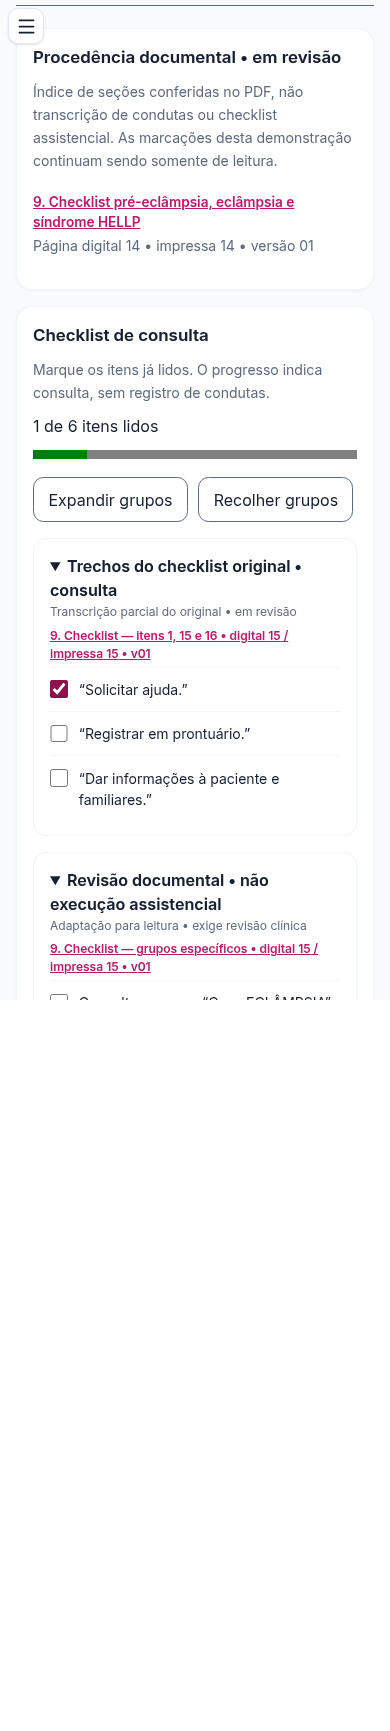 Procedência documental • em revisão
Índice de seções conferidas no PDF, não
transcrição de condutas ou checklist
assistencial. As marcações desta demonstração
continuam sendo somente de leitura.
9. Checklist pré-eclâmpsia, eclâmpsia e
síndrome HELLP
Página digital 14 • impressa 14 • versão 01
Checklist de consulta
Marque os itens já lidos. O progresso indica
consulta, sem registro de condutas.
1 de 6 itens lidos
Expandir grupos
Recolher grupos
▼ Trechos do checklist original •
consulta
Transcrição parcial do original • em revisão
9. Checklist — itens 1, 15 e 16 • digital 15 /
impressa 15 • v01
“Solicitar ajuda.”
“Registrar em prontuário.”
“Dar informações à paciente e
familiares.”
▼ Revisão documental • não
execução assistencial
Adaptação para leitura • exige revisão clínica
9. Checklist — grupos específicos • digital 15 /
impressa 15 • v01
ECLÂMPSIA”